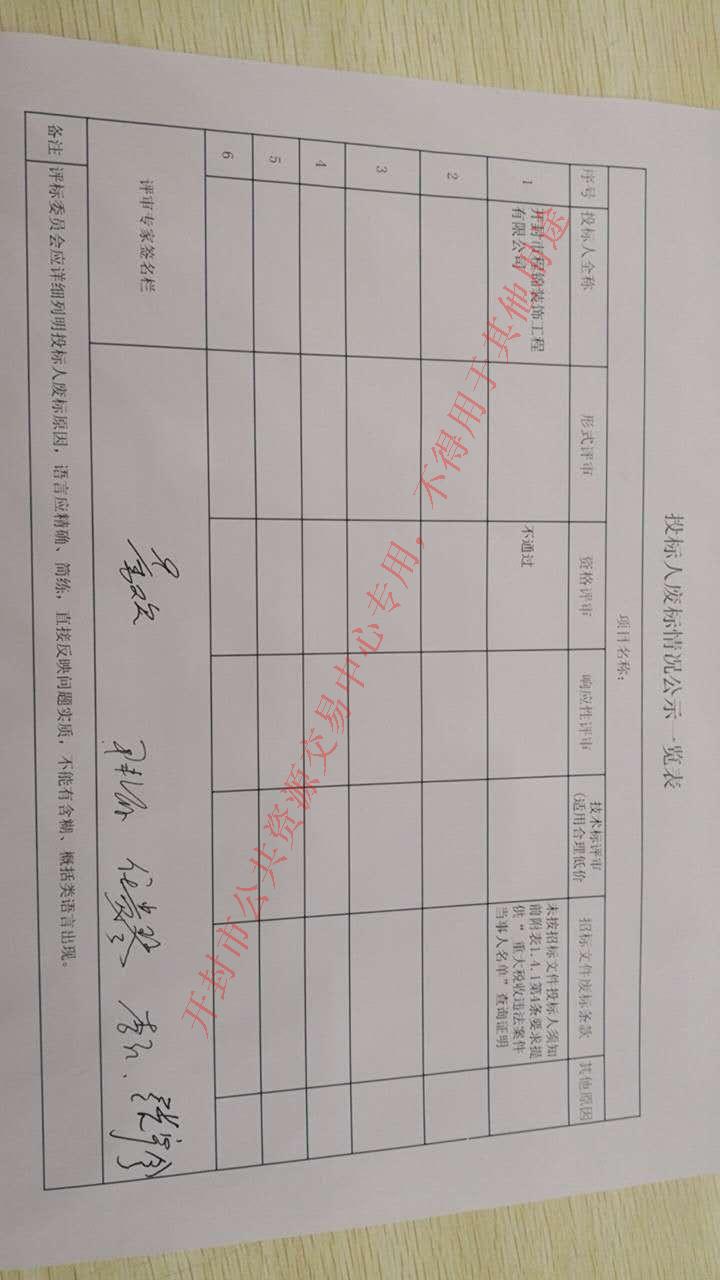 投标人废标情况公示一览表
项目名称：
序号 投标人全称 形式评审 资格评审 响应性评审 技术标评审 招标文件废标条款 其他原因
(适用合理低价
1 开封市程锦装饰工程 不通过 未按招标文件投标人须知
有限公司 前附表1.4.1第4条要求提
供“重大税收违法案件
当事人名单”查询证明
2
3
4
5
6
评审专家签名栏
备注 评标委员会应详细列明投标人废标原因，语言应精确、简练，直接反映问题实质，不能有含糊、概括类语言出现。
开封市公共资源交易中心专用，不得用于其他用途